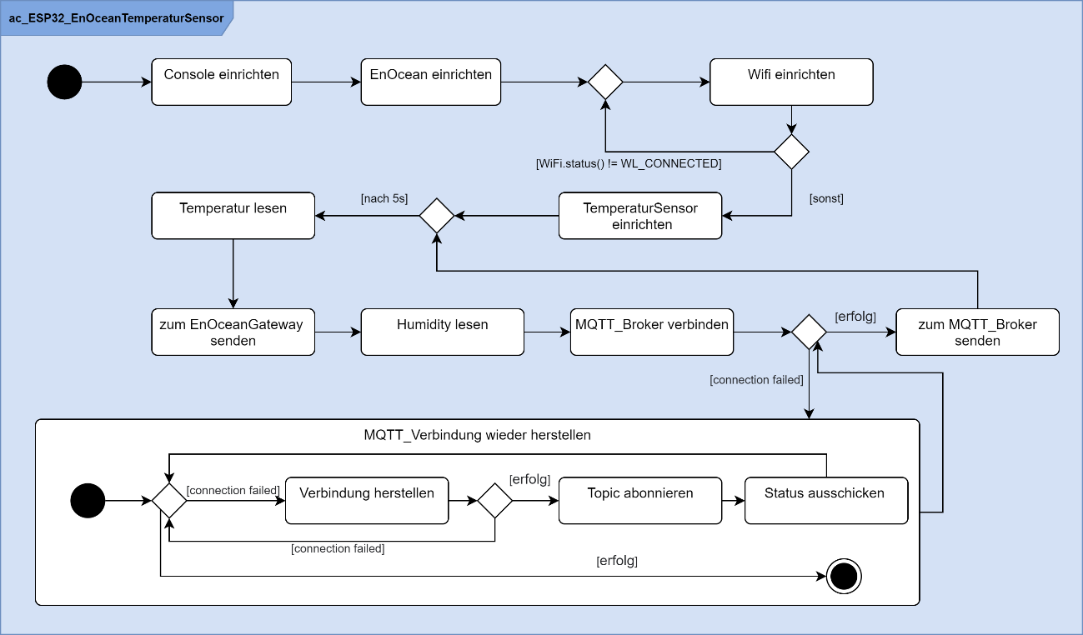 ac_ESP32_EnOceanTemperaturSensor
Console einrichten
EnOcean einrichten
Wifi einrichten
[WiFi.status() != WL_CONNECTED]
[sonst]
[nach 5s]
Temperatur lesen
TemperaturSensor
einrichten
zum EnOceanGateway
senden
Humidity lesen
MQTT_Broker verbinden
[erfolg]
zum MQTT_Broker
senden
[connection failed]
MQTT_Verbindung wieder herstellen
[connection failed]
Verbindung herstellen
[erfolg]
Topic abonnieren
Status ausschicken
[connection failed]
[erfolg]